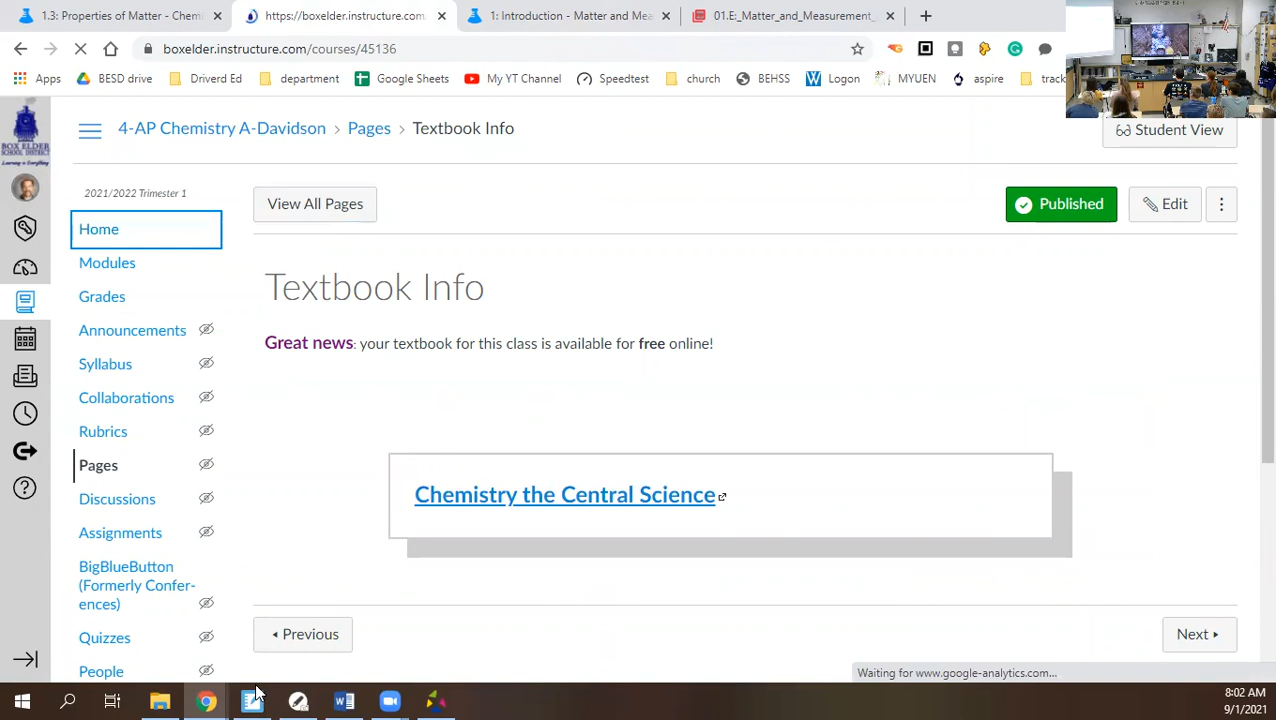 1.3: Properties of Matter - Chemi
https://boxelder.instructure.com
1: Introduction - Matter and Mea
01.E:_Matter_and_Measurement_
boxelder.instructure.com/courses/45136
Apps
BESD drive
Driverd Ed
department
Google Sheets
My YT Channel
Speedtest
church
BEHSS
Logon
MYUEN
aspire
track
BOX ELDER
SCHOOL DISTRICT
4-AP Chemistry A-Davidson > Pages > Textbook Info
Student View
2021/2022 Trimester 1
Home
Modules
Grades
Announcements
Syllabus
Collaborations
Rubrics
Pages
Discussions
Assignments
BigBlueButton
(Formerly Confer-
ences)
Quizzes
People
View All Pages
Published
Edit
Textbook Info
Great news: your textbook for this class is available for free online!
Chemistry the Central Science
Previous
Next
Waiting for www.google-analytics.com...
8:02 AM
9/1/2021